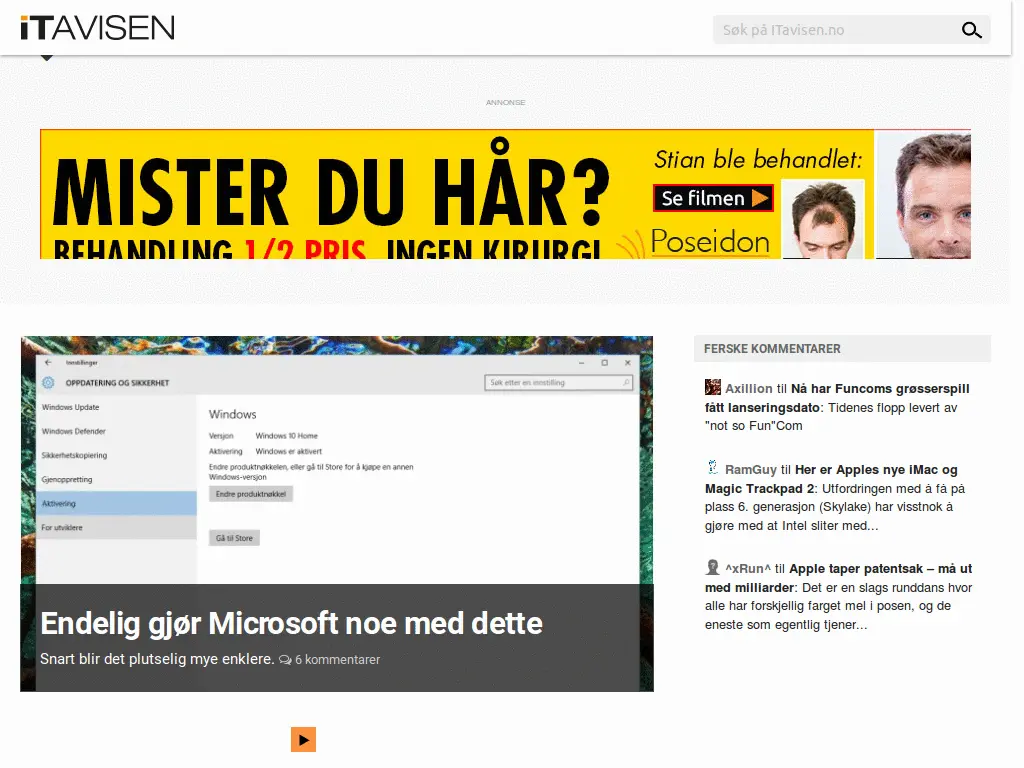 iTAVISEN
Søk på ITavisen.no
ANNONSE
MISTER DU HÅR?
BEHANDLING 1/2 PRIS. INGEN KIRURGI
Stian ble behandlet:
Se filmen
Poseidon
Innstillinger
OPPDATERING OG SIKKERHET
Søk etter en innstilling
Windows Update
Windows Defender
Sikkerhetskopiering
Gjenoppretting
Aktivering
For utviklere
Windows
Versjon Windows 10 Home
Aktivering Windows er aktivert
Endre produktnøkkelen, eller gå til Store for å kjøpe en annen
Windows-versjon
Endre produktnøkkel
Gå til Store
Endelig gjør Microsoft noe med dette
Snart blir det plutselig mye enklere. 6 kommentarer
FERSKE KOMMENTARER
Axillion til Nå har Funcoms grøsserspill
fått lanseringsdato: Tidenes flopp levert av
"not so Fun"Com
RamGuy til Her er Apples nye iMac og
Magic Trackpad 2: Utfordringen med å få på
plass 6. generasjon (Skylake) har visstnok å
gjøre med at Intel sliter med...
^xRun^ til Apple taper patentsak – må ut
med milliarder: Det er en slags runddans hvor
alle har forskjellig farget mel i posen, og de
eneste som egentlig tjener...